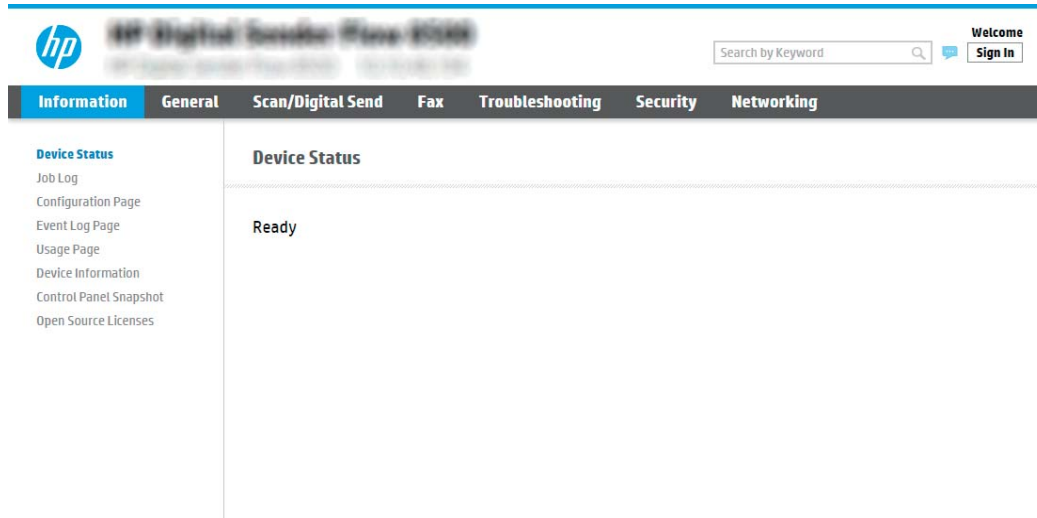 hp
Welcome
Search by Keyword
Sign In
Information General Scan/Digital Send Fax Troubleshooting Security Networking
Device Status
Job Log
Configuration Page
Event Log Page
Usage Page
Device Information
Control Panel Snapshot
Open Source Licenses
Device Status
Ready